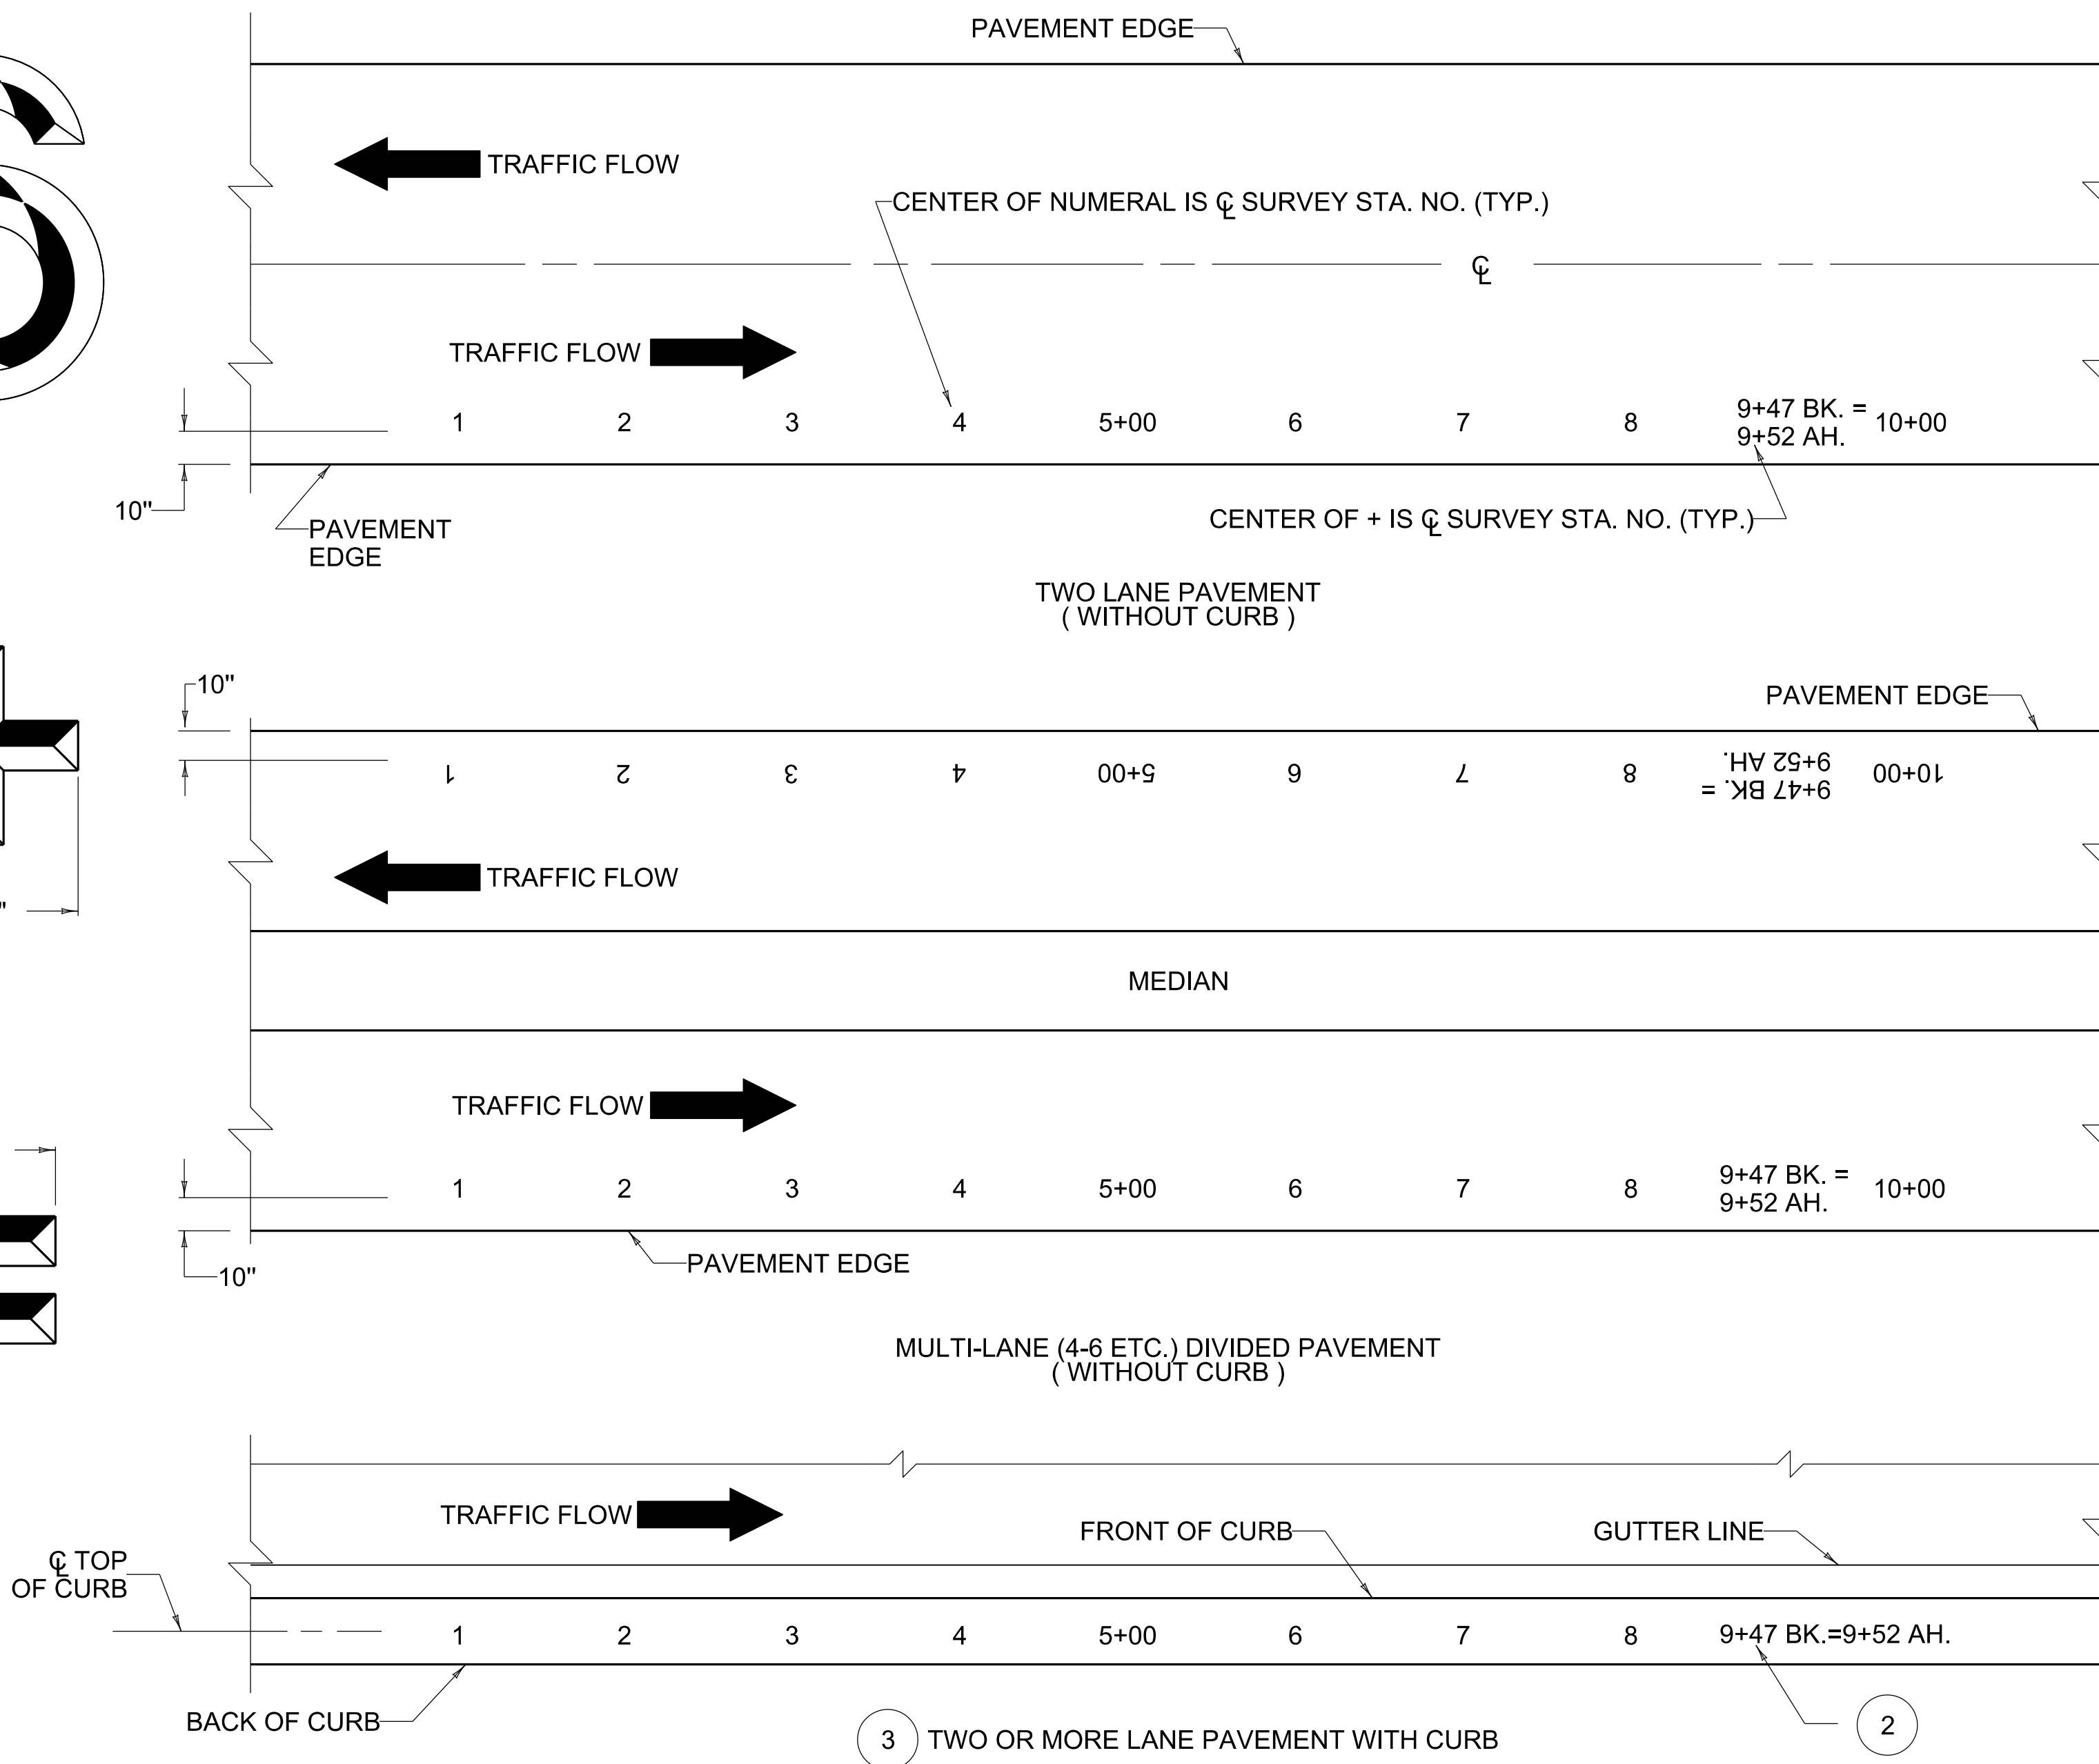 PAVEMENT EDGE
TRAFFIC FLOW
CENTER OF NUMERAL IS ℄ SURVEY STA. NO. (TYP.)
℄
TRAFFIC FLOW
1 2 3 4 5+00 6 7 8 9+47 BK. = 10+00
9+52 AH.
10"
PAVEMENT
EDGE
CENTER OF + IS ℄ SURVEY STA. NO. (TYP.)
TWO LANE PAVEMENT
( WITHOUT CURB )
10"
PAVEMENT EDGE
1 2 3 4 5+00 6 7 8 9+47 BK. = 10+00
9+52 AH.
TRAFFIC FLOW
MEDIAN
TRAFFIC FLOW
1 2 3 4 5+00 6 7 8 9+47 BK. = 10+00
9+52 AH.
10"
PAVEMENT EDGE
MULTI-LANE (4-6 ETC.) DIVIDED PAVEMENT
( WITHOUT CURB )
TRAFFIC FLOW
FRONT OF CURB
GUTTER LINE
℄ TOP
OF CURB
1 2 3 4 5+00 6 7 8 9+47 BK.=9+52 AH.
BACK OF CURB
2
3 TWO OR MORE LANE PAVEMENT WITH CURB